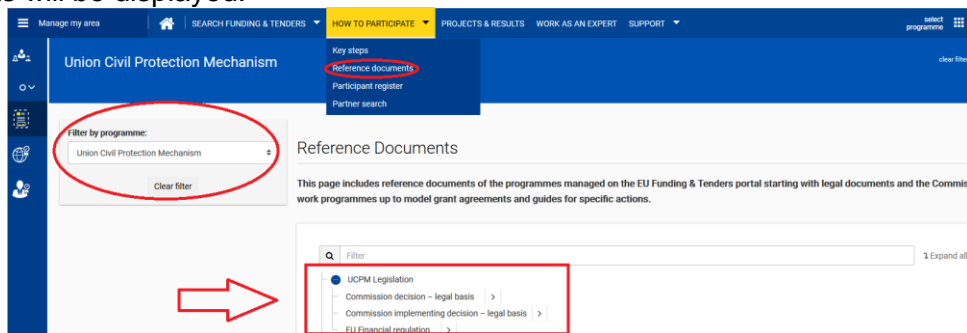 s will be displayed.
Manage my area SEARCH FUNDING & TENDERS HOW TO PARTICIPATE PROJECTS & RESULTS WORK AS AN EXPERT SUPPORT select programme
Key steps
Union Civil Protection Mechanism
Reference documents
clear filter
Participant register
Partner search
Filter by programme:
Union Civil Protection Mechanism
Clear filter
Reference Documents
This page includes reference documents of the programmes managed on the EU Funding & Tenders portal starting with legal documents and the Commis
work programmes up to model grant agreements and guides for specific actions.
Filter
Expand all
UCPM Legislation
Commission decision – legal basis >
Commission implementing decision – legal basis >
EU Financial regulation >